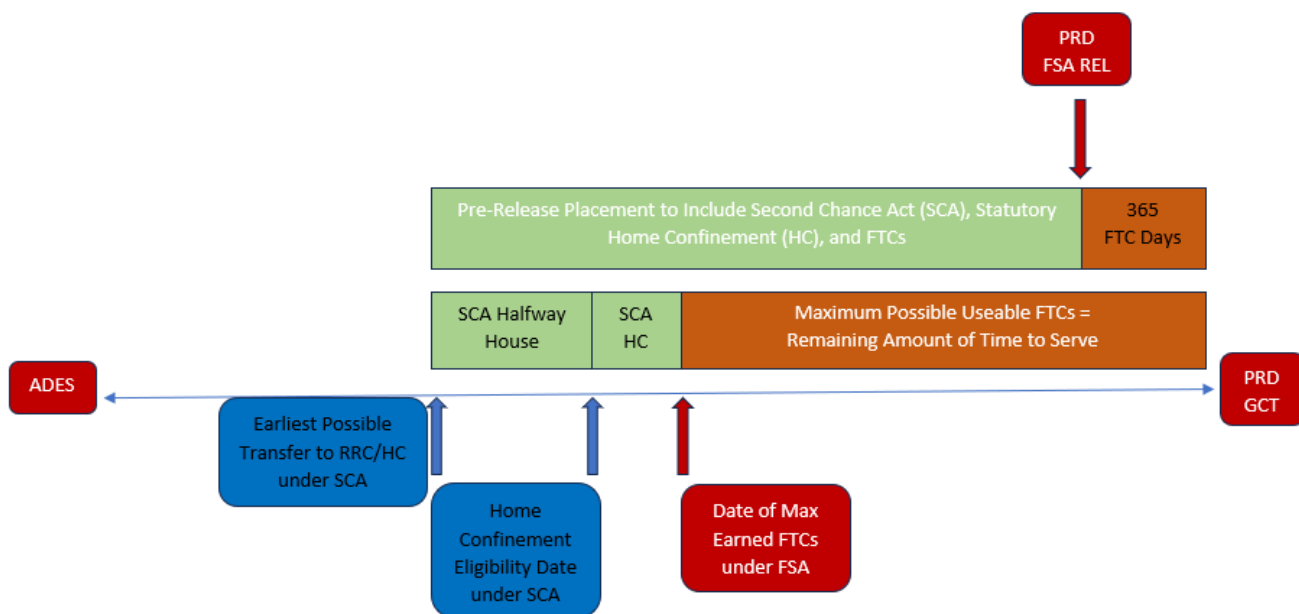 PRD
FSA REL
Pre-Release Placement to Include Second Chance Act (SCA), Statutory
Home Confinement (HC), and FTCs
365
FTC Days
SCA Halfway
House
SCA
HC
Maximum Possible Useable FTCs =
Remaining Amount of Time to Serve
ADES
PRD
GCT
Earliest Possible
Transfer to RRC/HC
under SCA
Home
Confinement
Eligibility Date
under SCA
Date of Max
Earned FTCs
under FSA